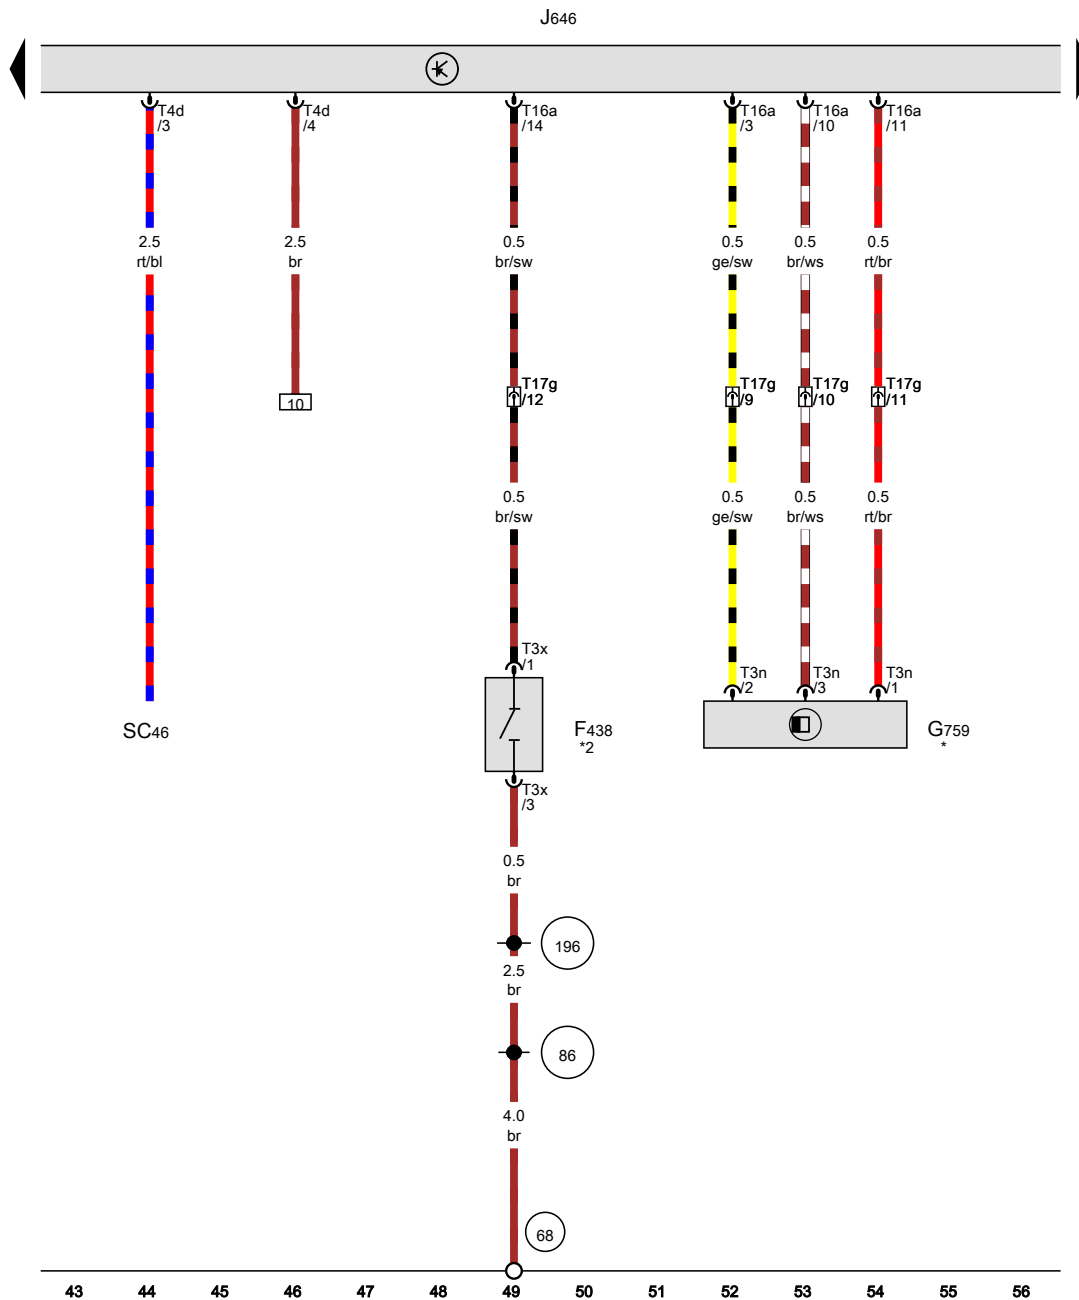 J646
T4d
/3
T4d
/4
T16a
/14
T16a
/3
T16a
/10
T16a
/11
2.5
rt/bl
2.5
br
0.5
br/sw
0.5
ge/sw
0.5
br/ws
0.5
rt/br
10
T17g
/12
T17g
/9
T17g
/10
T17g
/11
0.5
br/sw
0.5
ge/sw
0.5
br/ws
0.5
rt/br
T3x
/1
T3n
/2
T3n
/3
T3n
/1
SC46
F438
*2
G759
*
T3x
/3
0.5
br
196
2.5
br
86
4.0
br
68
43 44 45 46 47 48 49 50 51 52 53 54 55 56